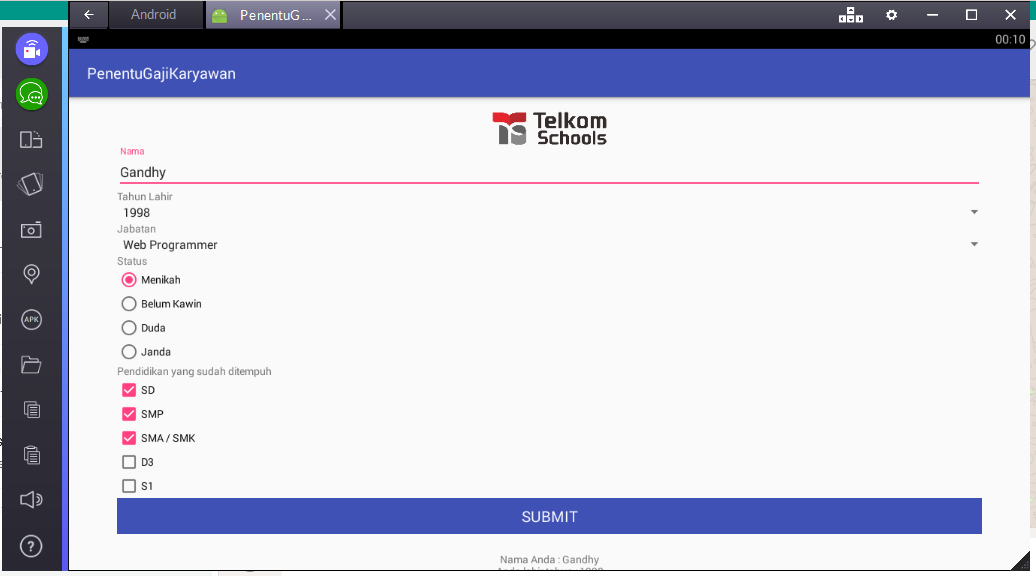 Android
PenentuG ...
00:10
PenentuGajiKaryawan
Telkom
Schools
Nama
Gandhy
Tahun Lahir
1998
Jabatan
Web Programmer
Status
Menikah
Belum Kawin
Duda
Janda
Pendidikan yang sudah ditempuh
SD
SMP
SMA / SMK
D3
S1
SUBMIT
Nama Anda : Gandhy
APK